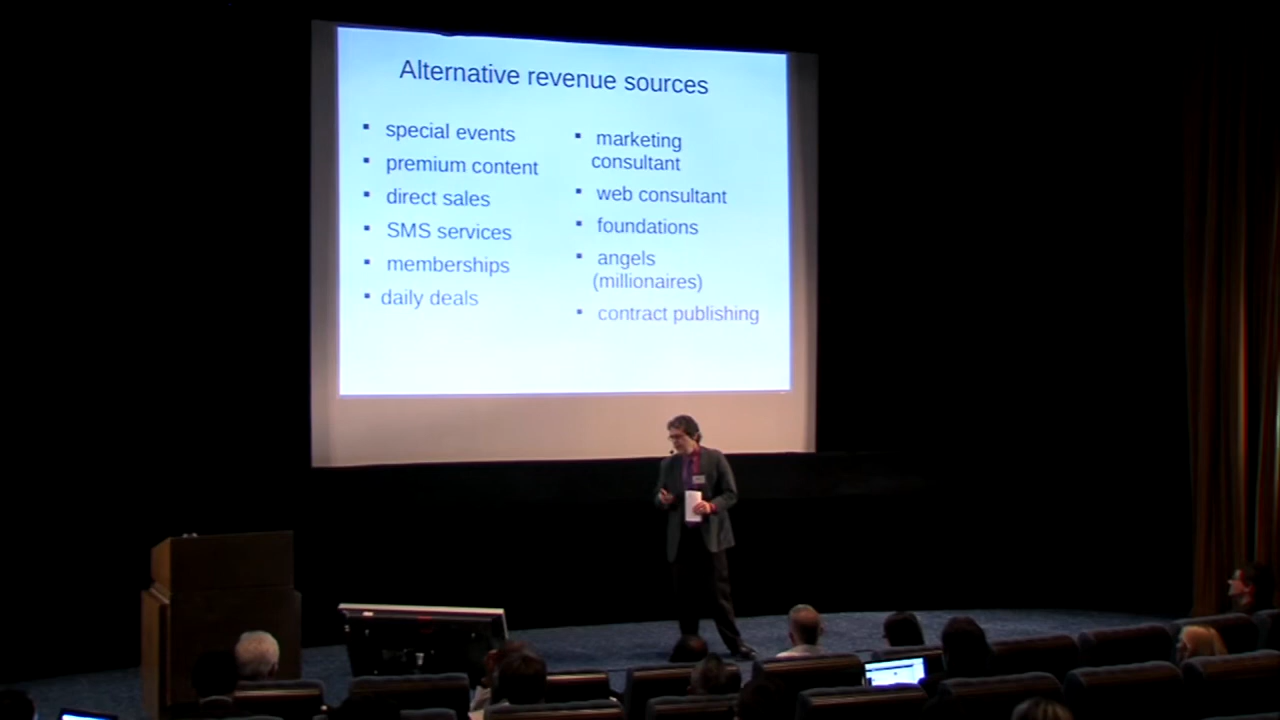 Alternative revenue sources
▪ special events
▪ premium content
▪ direct sales
▪ SMS services
▪ memberships
▪ daily deals
▪ marketing
consultant
▪ web consultant
▪ foundations
▪ angels
(millionaires)
▪ contract publishing